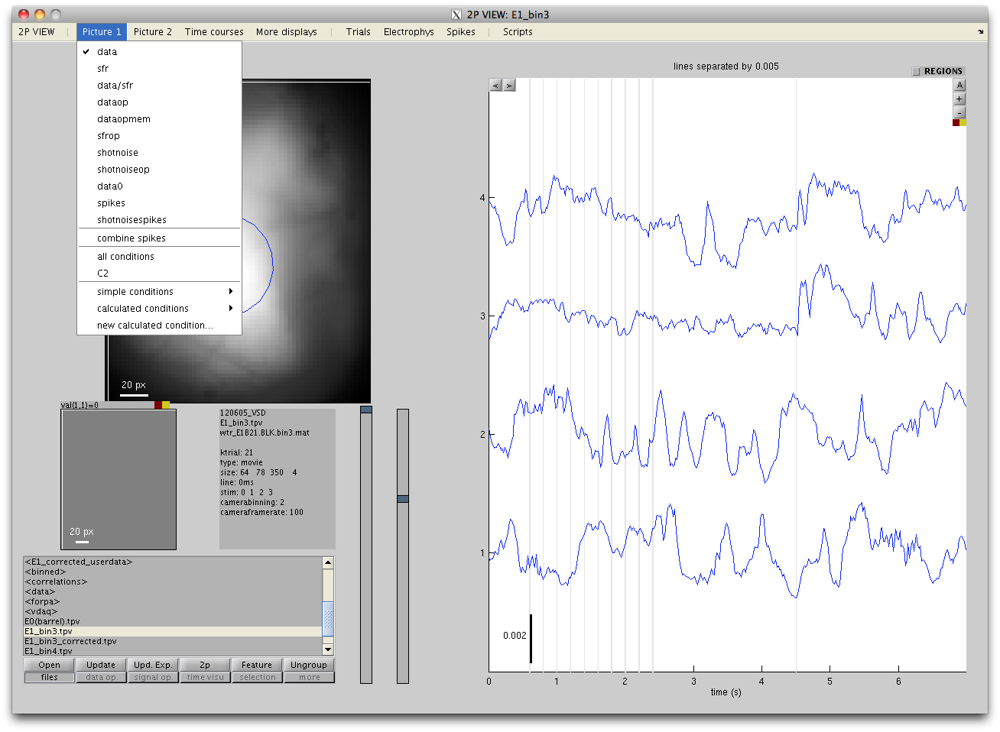 2P VIEW: E1_bin3
2P VIEW | Picture 1 Picture 2 Time courses More displays | Trials Electrophys Spikes | Scripts
data
sfr
data/sfr
dataop
dataopmem
sfrop
shotnoise
shotnoiseop
data0
spikes
shotnoisespikes
combine spikes
all conditions
C2
simple conditions
calculated conditions
new calculated condition...
20 px
val(1,1)=0
20 px
120605_VSD
E1_bin3.tpv
wtr_E1B21.BLK.bin3.mat
ktrial: 21
type: movie
size: 64 78 350 4
line: 0ms
stim: 0 1 2 3
camerabinning: 2
cameraframerate: 100
<E1_corrected_userdata>
<binned>
<correlations>
<data>
<forpa>
<vdaq>
E0(barrel).tpv
E1_bin3.tpv
E1_bin3_corrected.tpv
E1_bin4.tpv
Open Update Upd. Exp. 2p Feature Ungroup
files data op. signal op. time visu selection more
lines separated by 0.005
REGIONS
< >
A
+
-
4
3
2
1
0.002
0 1 2 3 4 5 6
time (s)